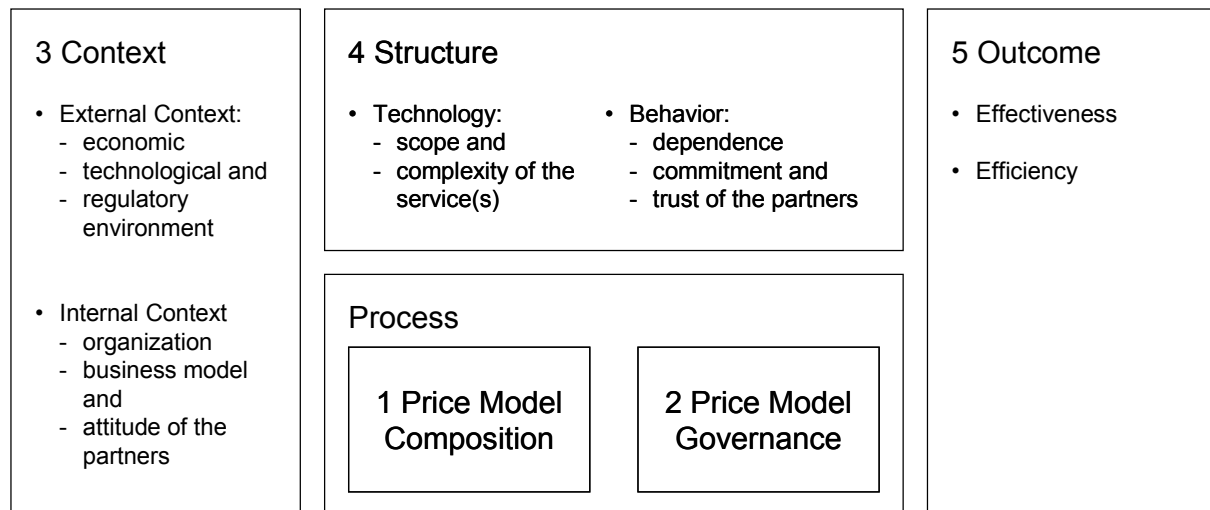 3 Context
• External Context:
- economic
- technological and
- regulatory
environment
• Internal Context
- organization
- business model
and
- attitude of the
partners
4 Structure
• Technology:
- scope and
- complexity of the
service(s)
• Behavior:
- dependence
- commitment and
- trust of the partners
Process
1 Price Model
Composition
2 Price Model
Governance
5 Outcome
• Effectiveness
• Efficiency